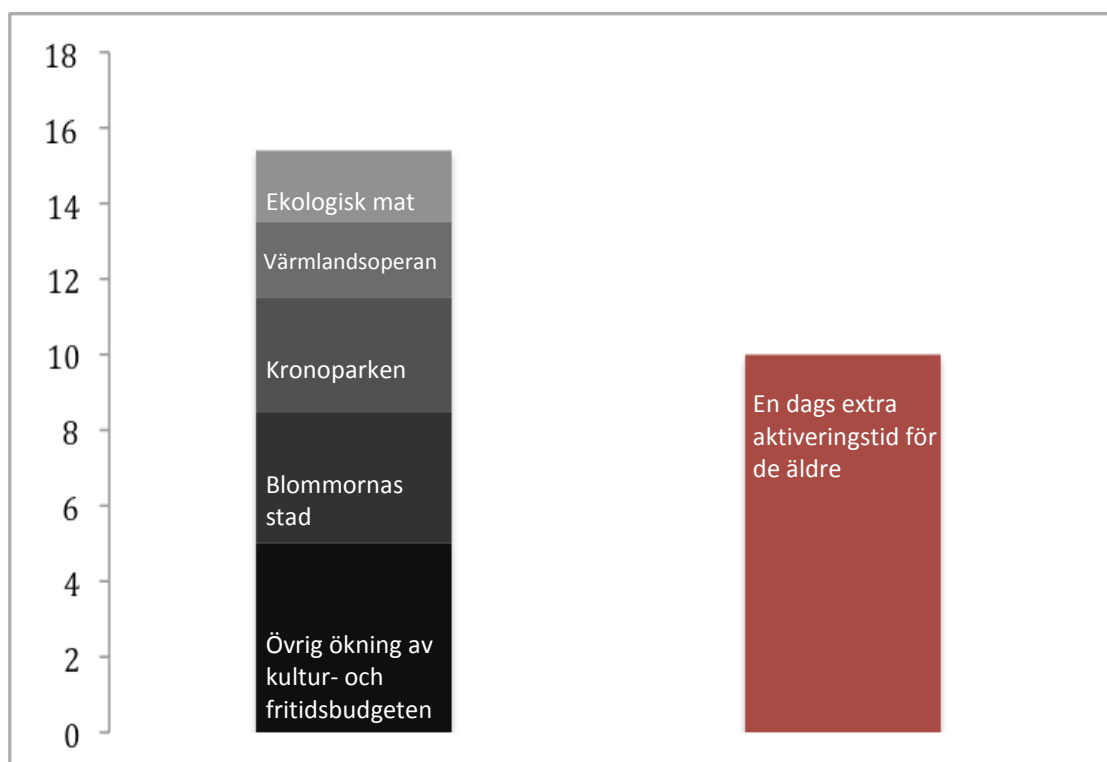 18
16
14
12
10
8
6
4
2
0
Ekologisk mat
Värmlandsoperan
Kronoparken
Blommornas
stad
Övrig ökning av
kultur- och
fritidsbudgeten
En dags extra
aktiveringstid för
de äldre